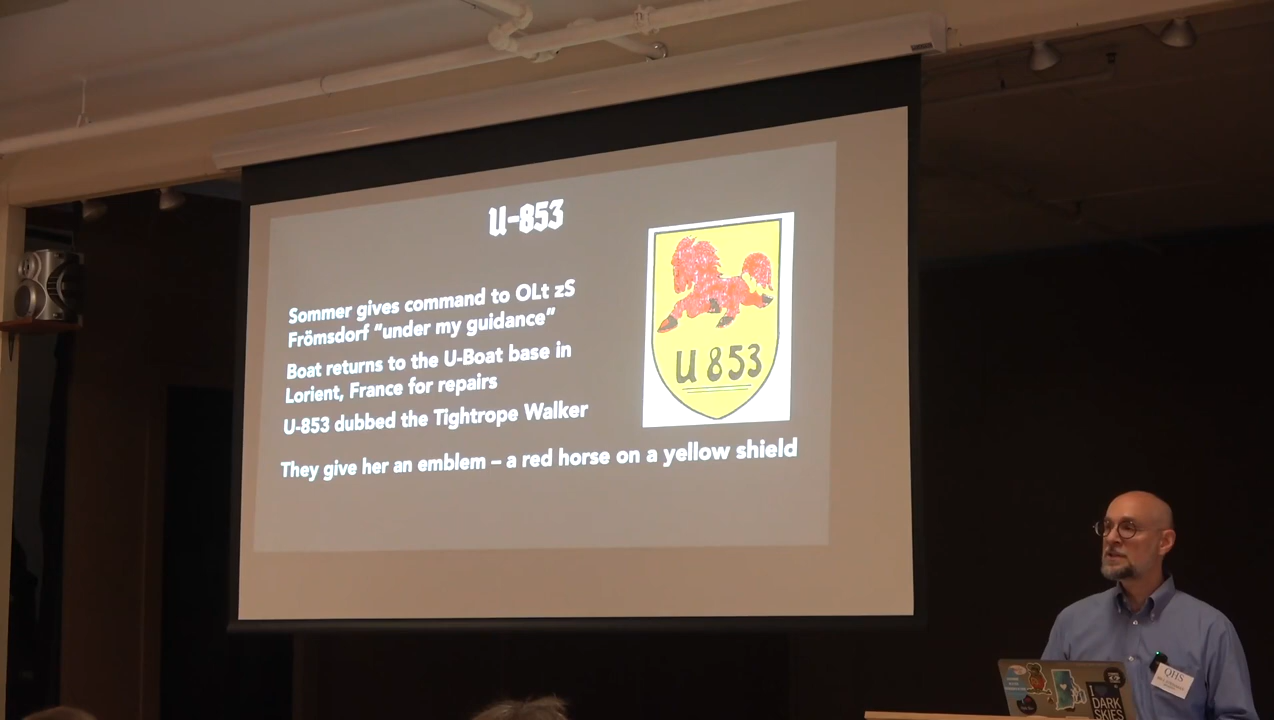 U-853
Sommer gives command to OLt zS
Frömsdorf “under my guidance”
Boat returns to the U-Boat base in
Lorient, France for repairs
U-853 dubbed the Tightrope Walker
They give her an emblem – a red horse on a yellow shield
U 853
QHS
I
DARK
SKIES